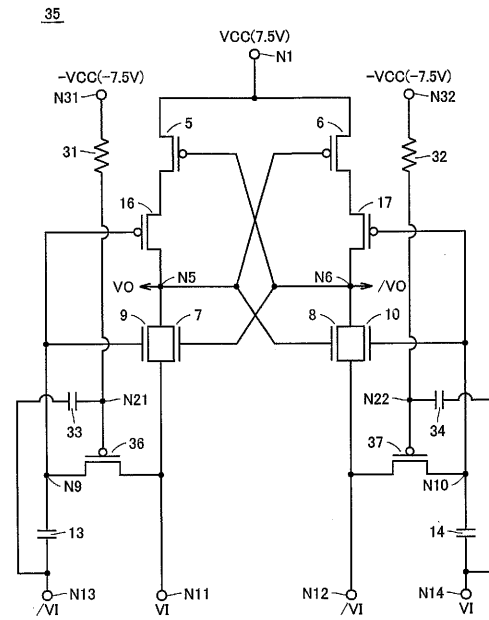 35
VCC(7.5V)
N1
-VCC(-7.5V)
N31
-VCC(-7.5V)
N32
31
5
6
32
16
17
VO
N5
N6
/VO
9
7
8
10
N21
33
36
N22
34
37
N9
N10
13
14
N13
/VI
N11
VI
N12
/VI
N14
VI